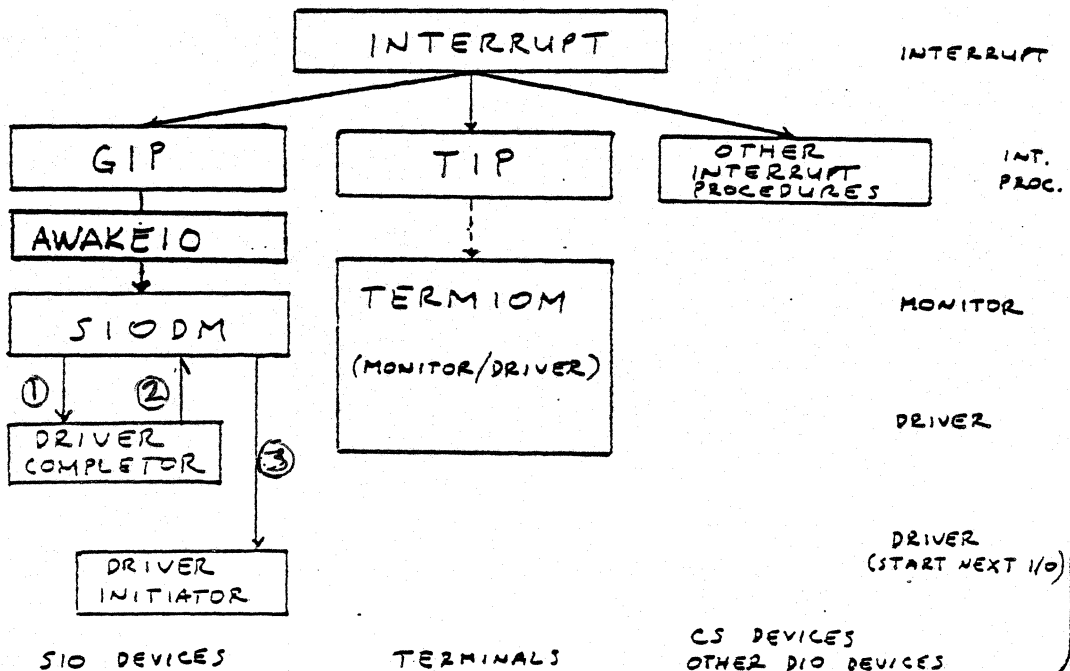 INTERRUPT
INTERRUPT
GIP
TIP
OTHER
INTERRUPT
PROCEDURES
INT.
PROC.
AWAKEIO
SIODM
TERMIOM
(MONITOR/DRIVER)
MONITOR
① ②
DRIVER
COMPLETOR
③
DRIVER
DRIVER
INITIATOR
DRIVER
(START NEXT I/O)
SIO DEVICES
TERMINALS
CS DEVICES
OTHER DIO DEVICES